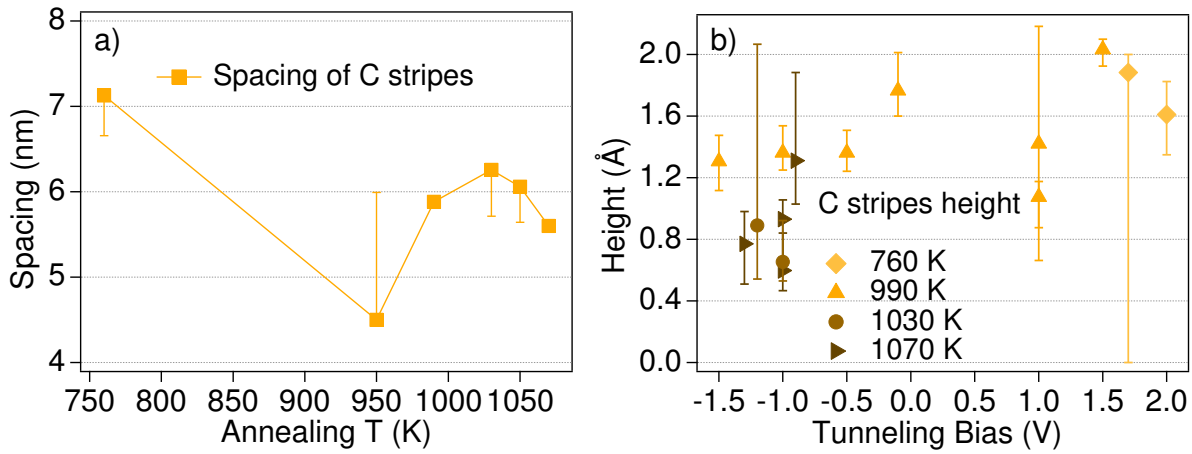 a)
Spacing of C stripes
8
7
6
5
4
Spacing (nm)
750 800 850 900 950 1000 1050
Annealing T (K)
b)
2.0
1.6
1.2
0.8
0.4
0.0
Height (Å)
C stripes height
760 K
990 K
1030 K
1070 K
-1.5 -1.0 -0.5 0.0 0.5 1.0 1.5 2.0
Tunneling Bias (V)